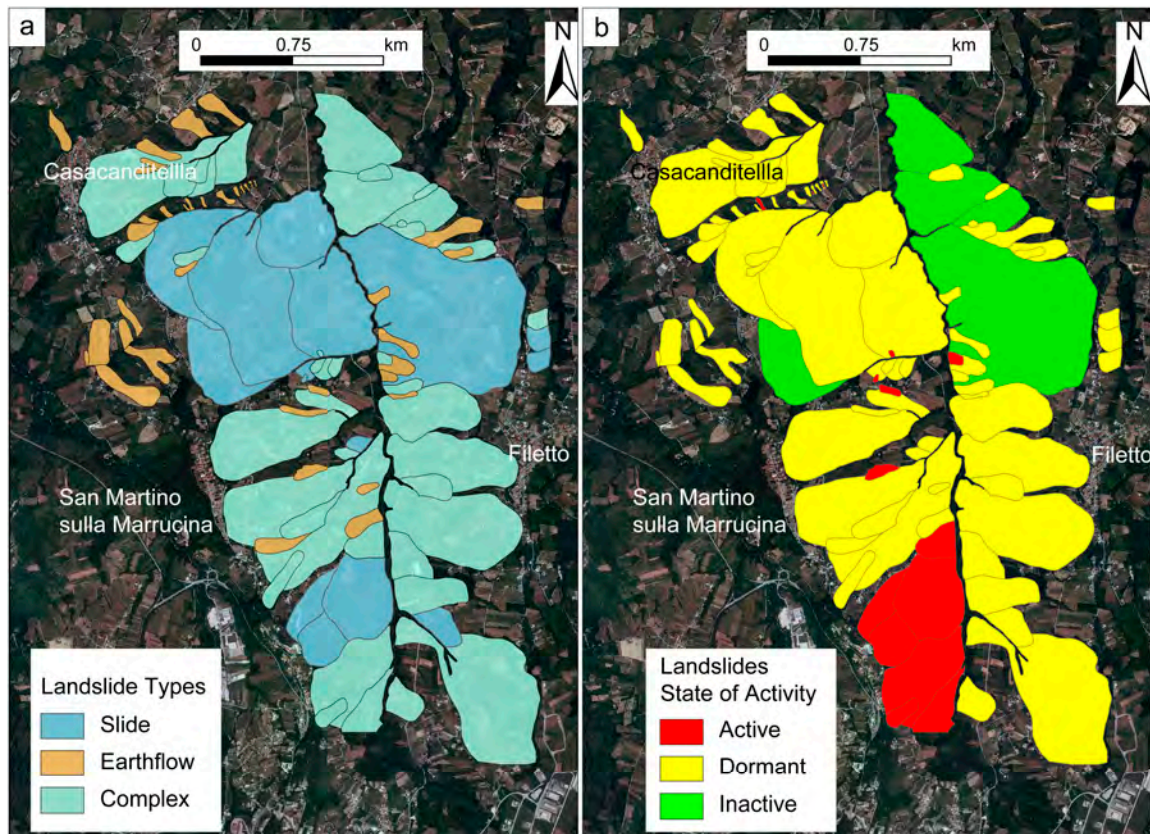 a
0 0.75 km
N
Casacanditellla
Filetto
San Martino
sulla Marrucina
Landslide Types
Slide
Earthflow
Complex
b
0 0.75 km
N
Casacanditellla
Filetto
San Martino
sulla Marrucina
Landslides
State of Activity
Active
Dormant
Inactive